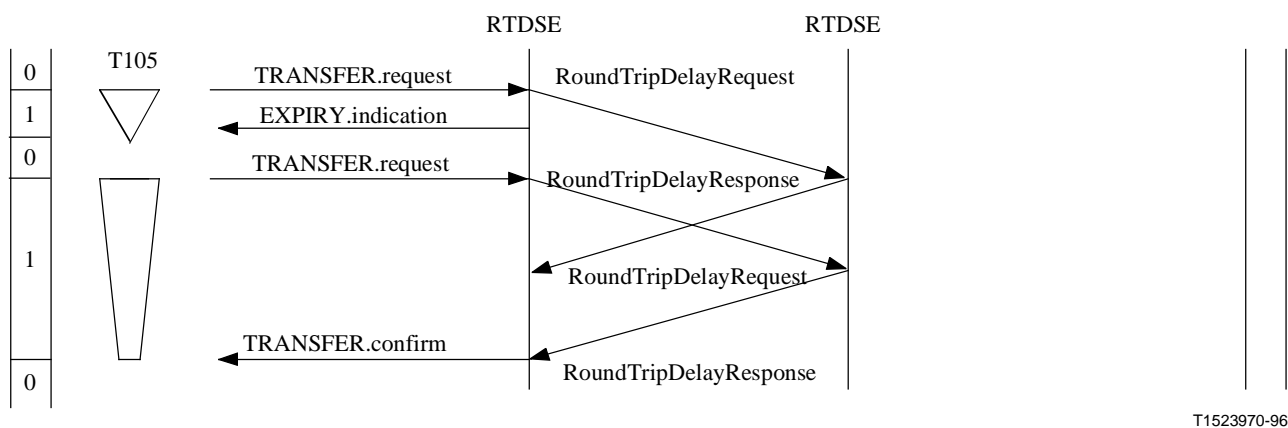 RTDSE RTDSE
T105
0
TRANSFER.request RoundTripDelayRequest
1
EXPIRY.indication
0
TRANSFER.request RoundTripDelayResponse
1
RoundTripDelayRequest
TRANSFER.confirm
0
RoundTripDelayResponse
T1523970-96